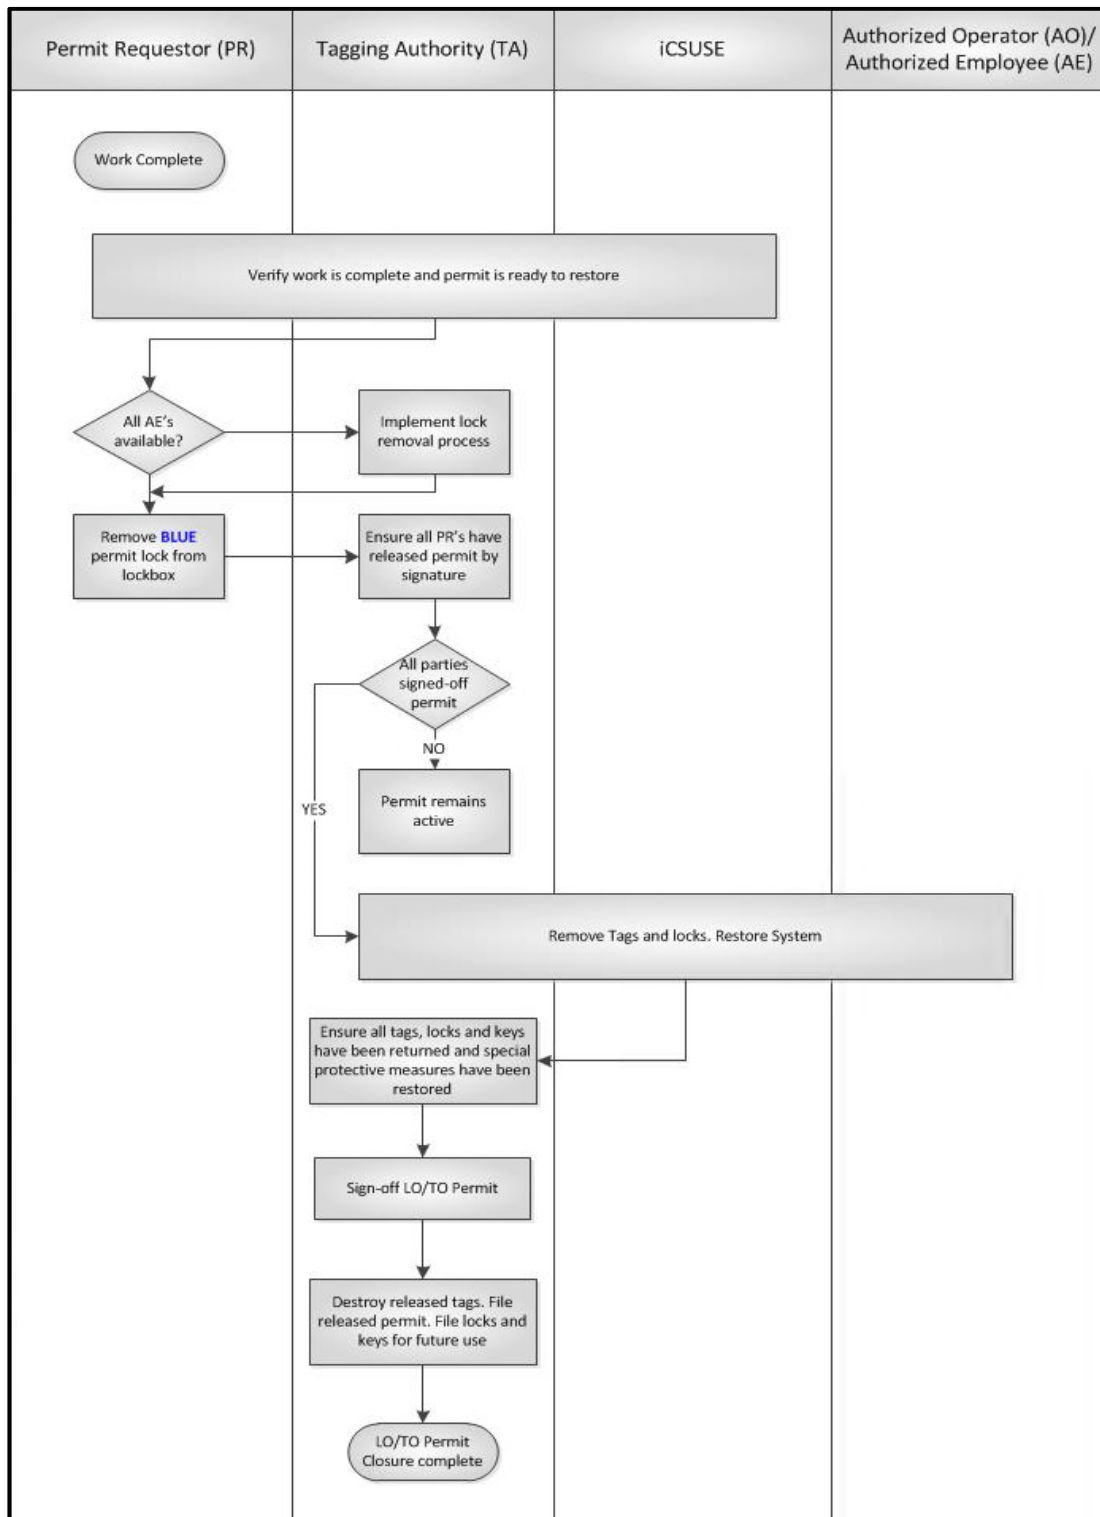 Permit Requestor (PR)
Tagging Authority (TA)
iCSUSE
Authorized Operator (AO)/
Authorized Employee (AE)
Work Complete
Verify work is complete and permit is ready to restore
All AE's
available?
Implement lock
removal process
Remove BLUE
permit lock from
lockbox
Ensure all PR's have
released permit by
signature
All parties
signed-off
permit
NO
Permit remains
active
YES
Remove Tags and locks. Restore System
Ensure all tags, locks and keys
have been returned and special
protective measures have been
restored
Sign-off LO/TO Permit
Destroy released tags. File
released permit. File locks and
keys for future use
LO/TO Permit
Closure complete